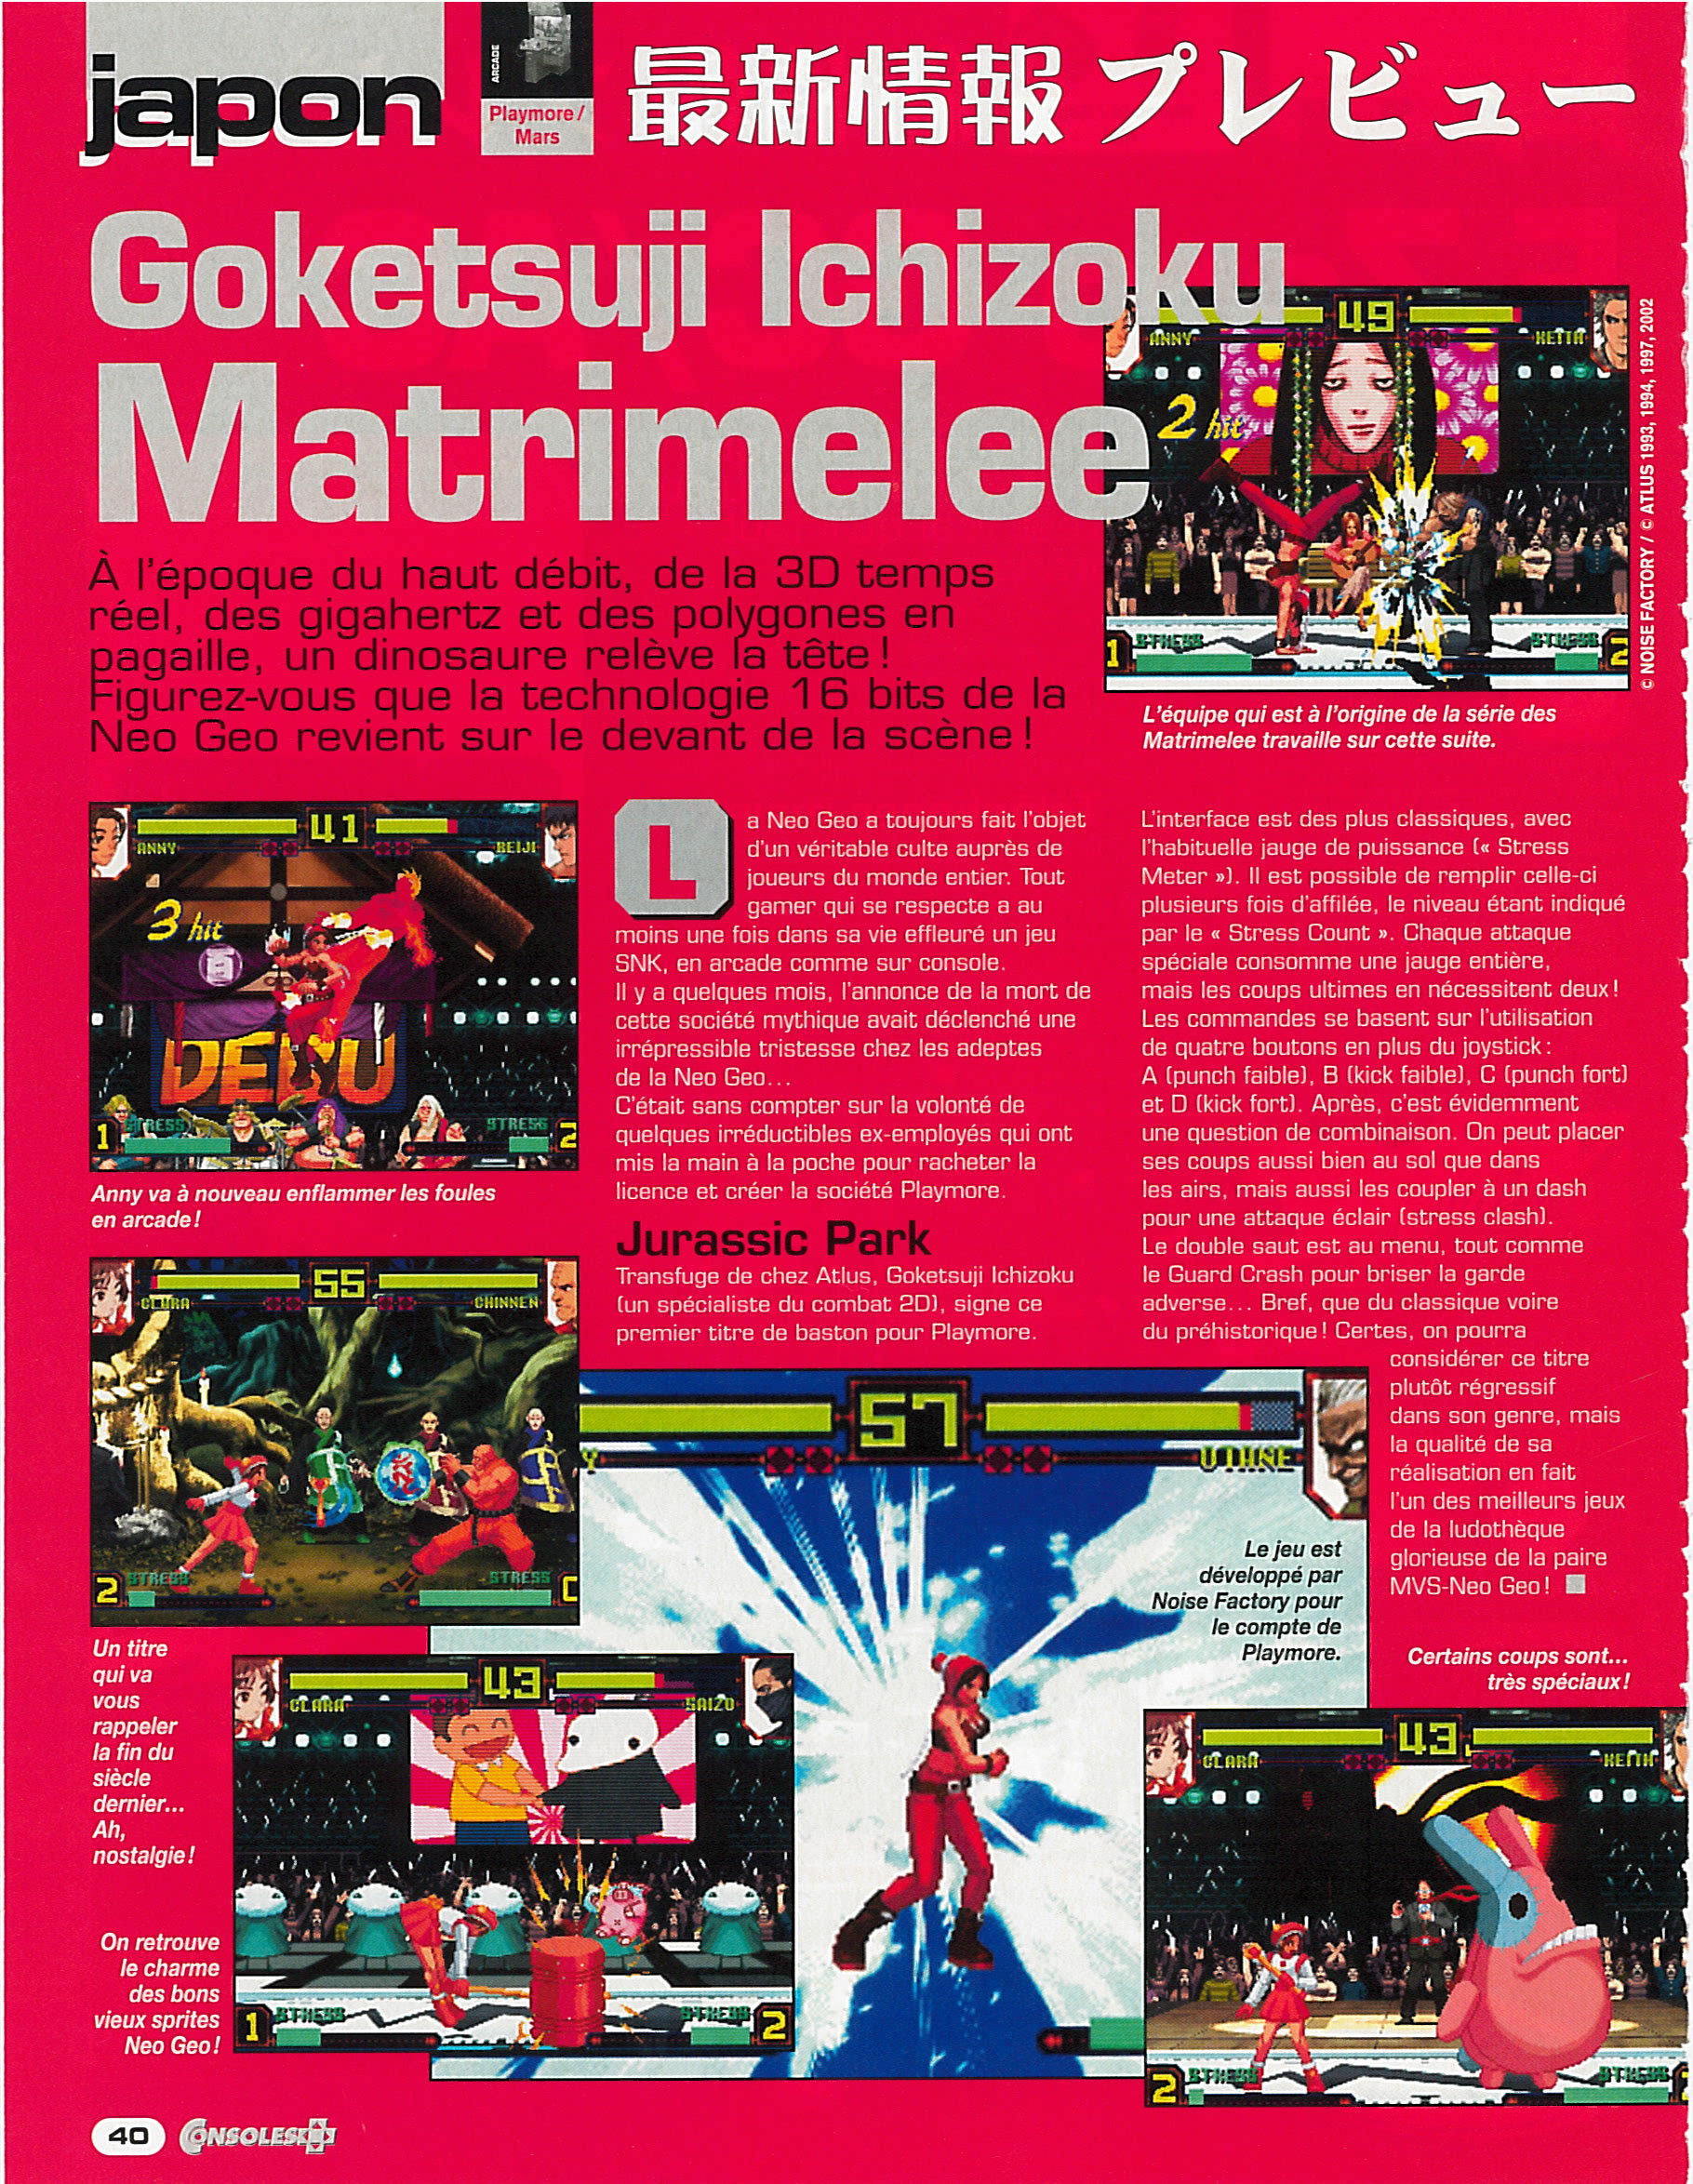 japon
ARCADE
Playmore /
Mars
最新情報 プレビュー
Goketsuji Ichizoku
Matrimelee
À l'époque du haut débit, de la 3D temps
réel, des gigahertz et des polygones en
pagaille, un dinosaure relève la tête !
Figurez-vous que la technologie 16 bits de la
Neo Geo revient sur le devant de la scène !
49
ANNY
KEITH
2 hit
STRESS
STRESS
1
2
© NOISE FACTORY / © ATLUS 1993, 1994, 1997, 2002
L'équipe qui est à l'origine de la série des
Matrimelee travaille sur cette suite.
41
ANNY
REIJI
3 hit
DEBU
STRESS
STRESS
1
2
Anny va à nouveau enflammer les foules
en arcade !
55
CLARA
CHINNEN
STRESS
STRESS
2
0
Un titre
qui va
vous
rappeler
la fin du
siècle
dernier...
Ah,
nostalgie !
La Neo Geo a toujours fait l'objet
d'un véritable culte auprès de
joueurs du monde entier. Tout
gamer qui se respecte a au
moins une fois dans sa vie effleuré un jeu
SNK, en arcade comme sur console.
Il y a quelques mois, l'annonce de la mort de
cette société mythique avait déclenché une
irrépressible tristesse chez les adeptes
de la Neo Geo...
C'était sans compter sur la volonté de
quelques irréductibles ex-employés qui ont
mis la main à la poche pour racheter la
licence et créer la société Playmore.
Jurassic Park
Transfuge de chez Atlus, Goketsuji Ichizoku
(un spécialiste du combat 2D), signe ce
premier titre de baston pour Playmore.
L'interface est des plus classiques, avec
l'habituelle jauge de puissance (« Stress
Meter »). Il est possible de remplir celle-ci
plusieurs fois d'affilée, le niveau étant indiqué
par le « Stress Count ». Chaque attaque
spéciale consomme une jauge entière,
mais les coups ultimes en nécessitent deux !
Les commandes se basent sur l'utilisation
de quatre boutons en plus du joystick :
A (punch faible), B (kick faible), C (punch fort)
et D (kick fort). Après, c'est évidemment
une question de combinaison. On peut placer
ses coups aussi bien au sol que dans
les airs, mais aussi les coupler à un dash
pour une attaque éclair (stress clash).
Le double saut est au menu, tout comme
le Guard Crash pour briser la garde
adverse... Bref, que du classique voire
du préhistorique ! Certes, on pourra
considérer ce titre
plutôt régressif
dans son genre, mais
la qualité de sa
réalisation en fait
l'un des meilleurs jeux
de la ludothèque
glorieuse de la paire
MVS-Neo Geo !
57
Y
OTANE
Le jeu est
développé par
Noise Factory pour
le compte de
Playmore.
Certains coups sont...
très spéciaux !
43
CLARA
SAIZO
STRESS
STRESS
1
2
On retrouve
le charme
des bons
vieux sprites
Neo Geo !
43
CLARA
KEITH
STRESS
STRESS
2
40
CONSOLES+